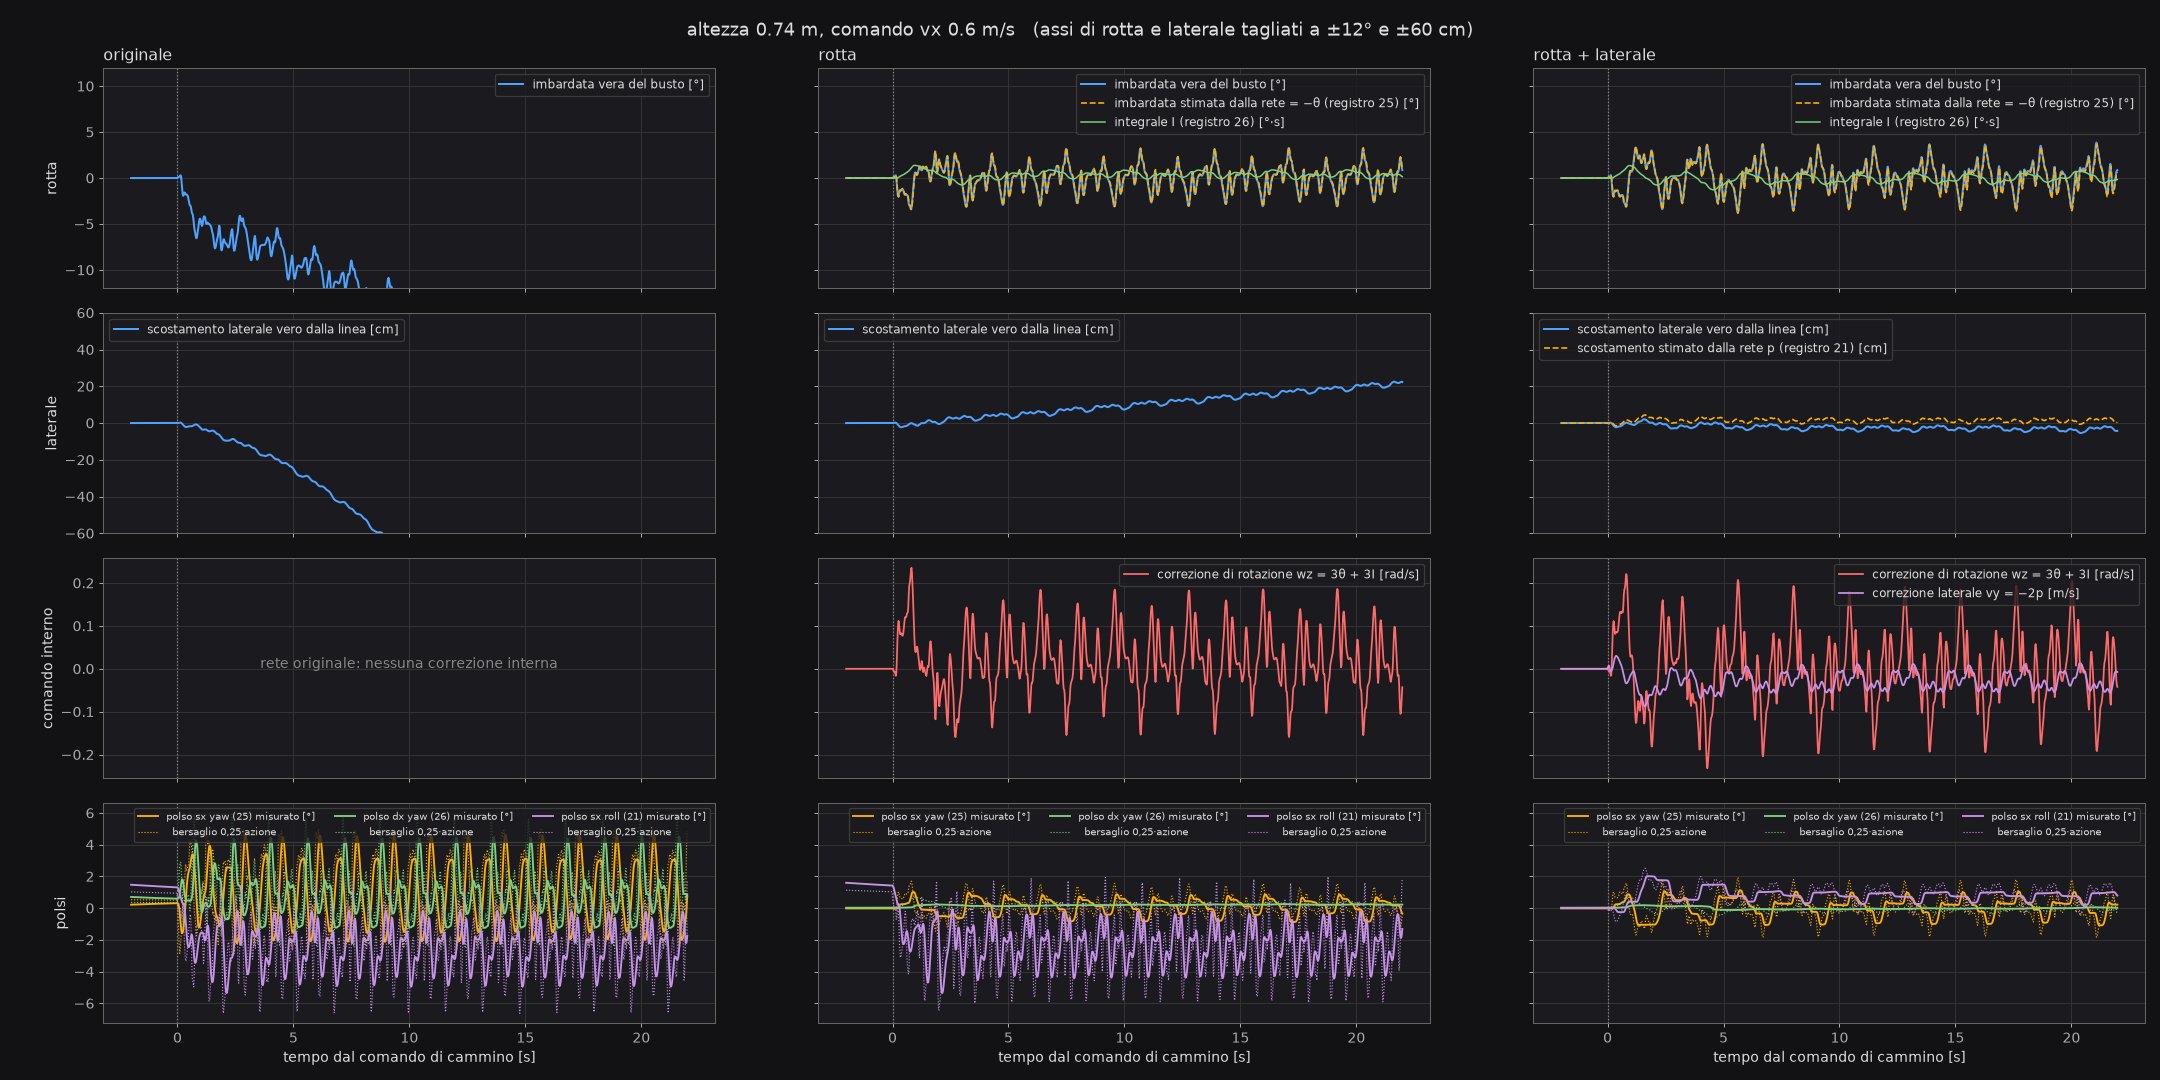 altezza 0.74 m, comando vx 0.6 m/s (assi di rotta e laterale tagliati a ±12° e ±60 cm)
originale
rotta
rotta + laterale
rotta
10
5
0
−5
−10
imbardata vera del busto [°]
imbardata vera del busto [°]
imbardata stimata dalla rete = −θ (registro 25) [°]
integrale I (registro 26) [°·s]
imbardata vera del busto [°]
imbardata stimata dalla rete = −θ (registro 25) [°]
integrale I (registro 26) [°·s]
laterale
60
40
20
0
−20
−40
−60
scostamento laterale vero dalla linea [cm]
scostamento laterale vero dalla linea [cm]
scostamento laterale vero dalla linea [cm]
scostamento stimato dalla rete p (registro 21) [cm]
comando interno
0.2
0.1
0.0
−0.1
−0.2
rete originale: nessuna correzione interna
correzione di rotazione wz = 3θ + 3I [rad/s]
correzione di rotazione wz = 3θ + 3I [rad/s]
correzione laterale vy = −2p [m/s]
polsi
6
4
2
0
−2
−4
−6
polso sx yaw (25) misurato [°] polso dx yaw (26) misurato [°] polso sx roll (21) misurato [°]
bersaglio 0,25·azione bersaglio 0,25·azione bersaglio 0,25·azione
polso sx yaw (25) misurato [°] polso dx yaw (26) misurato [°] polso sx roll (21) misurato [°]
bersaglio 0,25·azione bersaglio 0,25·azione bersaglio 0,25·azione
polso sx yaw (25) misurato [°] polso dx yaw (26) misurato [°] polso sx roll (21) misurato [°]
bersaglio 0,25·azione bersaglio 0,25·azione bersaglio 0,25·azione
0 5 10 15 20
0 5 10 15 20
0 5 10 15 20
tempo dal comando di cammino [s]
tempo dal comando di cammino [s]
tempo dal comando di cammino [s]